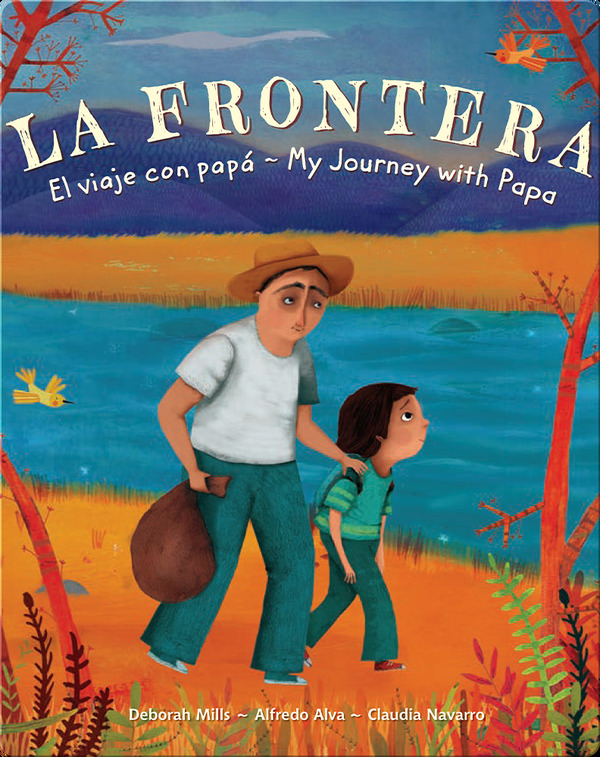 LA FRONTERA
El viaje con papá ~ My Journey with Papa
Deborah Mills ~ Alfredo Alva ~ Claudia Navarro